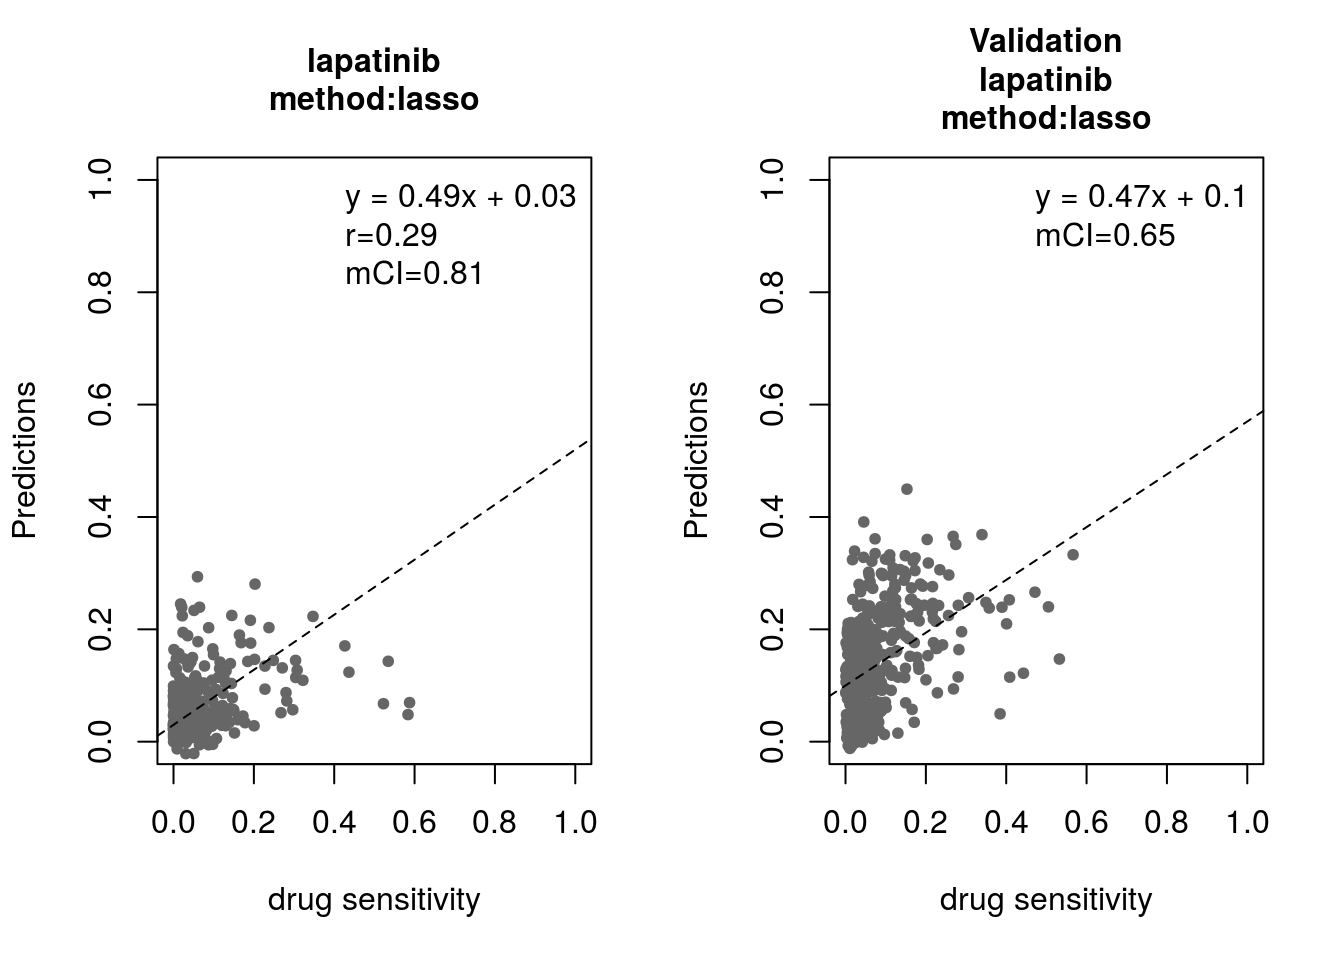 lapatinib
method:lasso
y = 0.49x + 0.03
r=0.29
mCI=0.81
1.0
0.8
0.6
0.4
0.2
0.0
Predictions
0.0 0.2 0.4 0.6 0.8 1.0
drug sensitivity
Validation
lapatinib
method:lasso
y = 0.47x + 0.1
mCI=0.65
1.0
0.8
0.6
0.4
0.2
0.0
Predictions
0.0 0.2 0.4 0.6 0.8 1.0
drug sensitivity